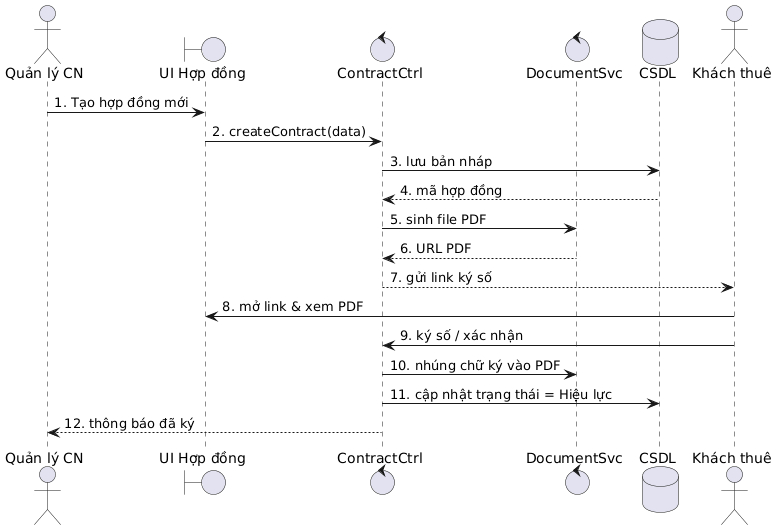 Quản lý CN
UI Hợp đồng
ContractCtrl
DocumentSvc
CSDL
Khách thuê
1. Tạo hợp đồng mới
2. createContract(data)
3. lưu bản nháp
4. mã hợp đồng
5. sinh file PDF
6. URL PDF
7. gửi link ký số
8. mở link & xem PDF
9. ký số / xác nhận
10. nhúng chữ ký vào PDF
11. cập nhật trạng thái = Hiệu lực
12. thông báo đã ký
Quản lý CN
UI Hợp đồng
ContractCtrl
DocumentSvc
CSDL
Khách thuê